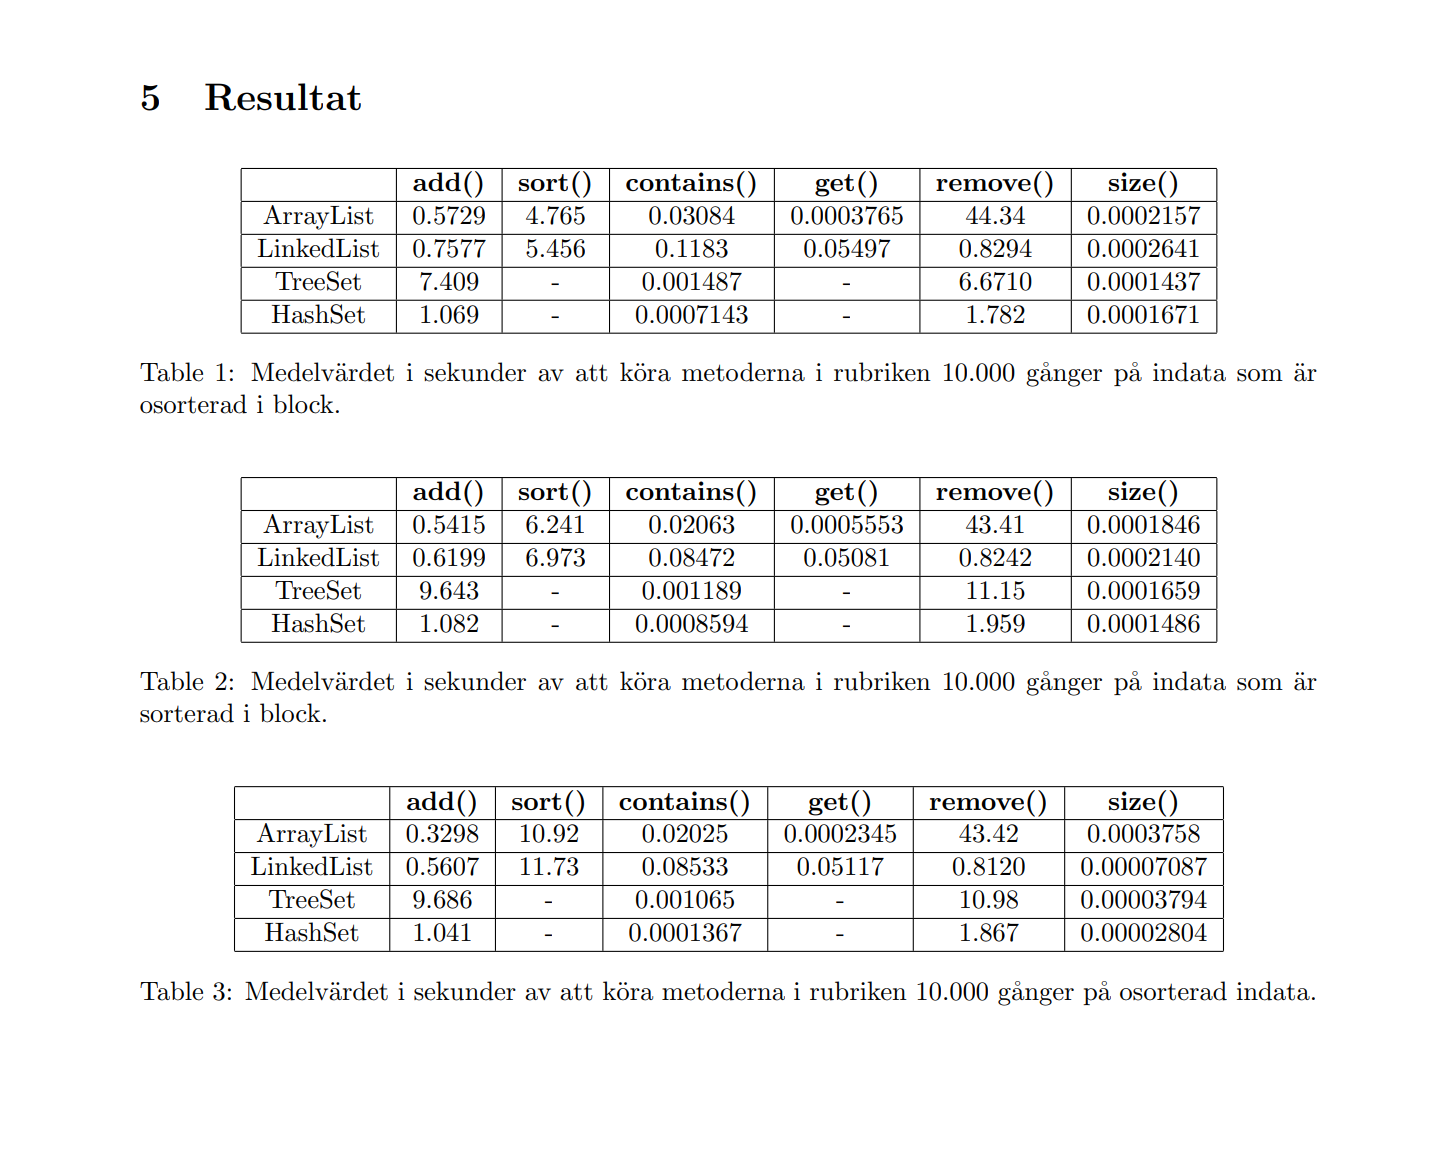 5 Resultat
add() sort() contains() get() remove() size()
ArrayList 0.5729 4.765 0.03084 0.0003765 44.34 0.0002157
LinkedList 0.7577 5.456 0.1183 0.05497 0.8294 0.0002641
TreeSet 7.409 - 0.001487 - 6.6710 0.0001437
HashSet 1.069 - 0.0007143 - 1.782 0.0001671
Table 1: Medelvärdet i sekunder av att köra metoderna i rubriken 10.000 gånger på indata som är
osorterad i block.
add() sort() contains() get() remove() size()
ArrayList 0.5415 6.241 0.02063 0.0005553 43.41 0.0001846
LinkedList 0.6199 6.973 0.08472 0.05081 0.8242 0.0002140
TreeSet 9.643 - 0.001189 - 11.15 0.0001659
HashSet 1.082 - 0.0008594 - 1.959 0.0001486
Table 2: Medelvärdet i sekunder av att köra metoderna i rubriken 10.000 gånger på indata som är
sorterad i block.
add() sort() contains() get() remove() size()
ArrayList 0.3298 10.92 0.02025 0.0002345 43.42 0.0003758
LinkedList 0.5607 11.73 0.08533 0.05117 0.8120 0.00007087
TreeSet 9.686 - 0.001065 - 10.98 0.00003794
HashSet 1.041 - 0.0001367 - 1.867 0.00002804
Table 3: Medelvärdet i sekunder av att köra metoderna i rubriken 10.000 gånger på osorterad indata.